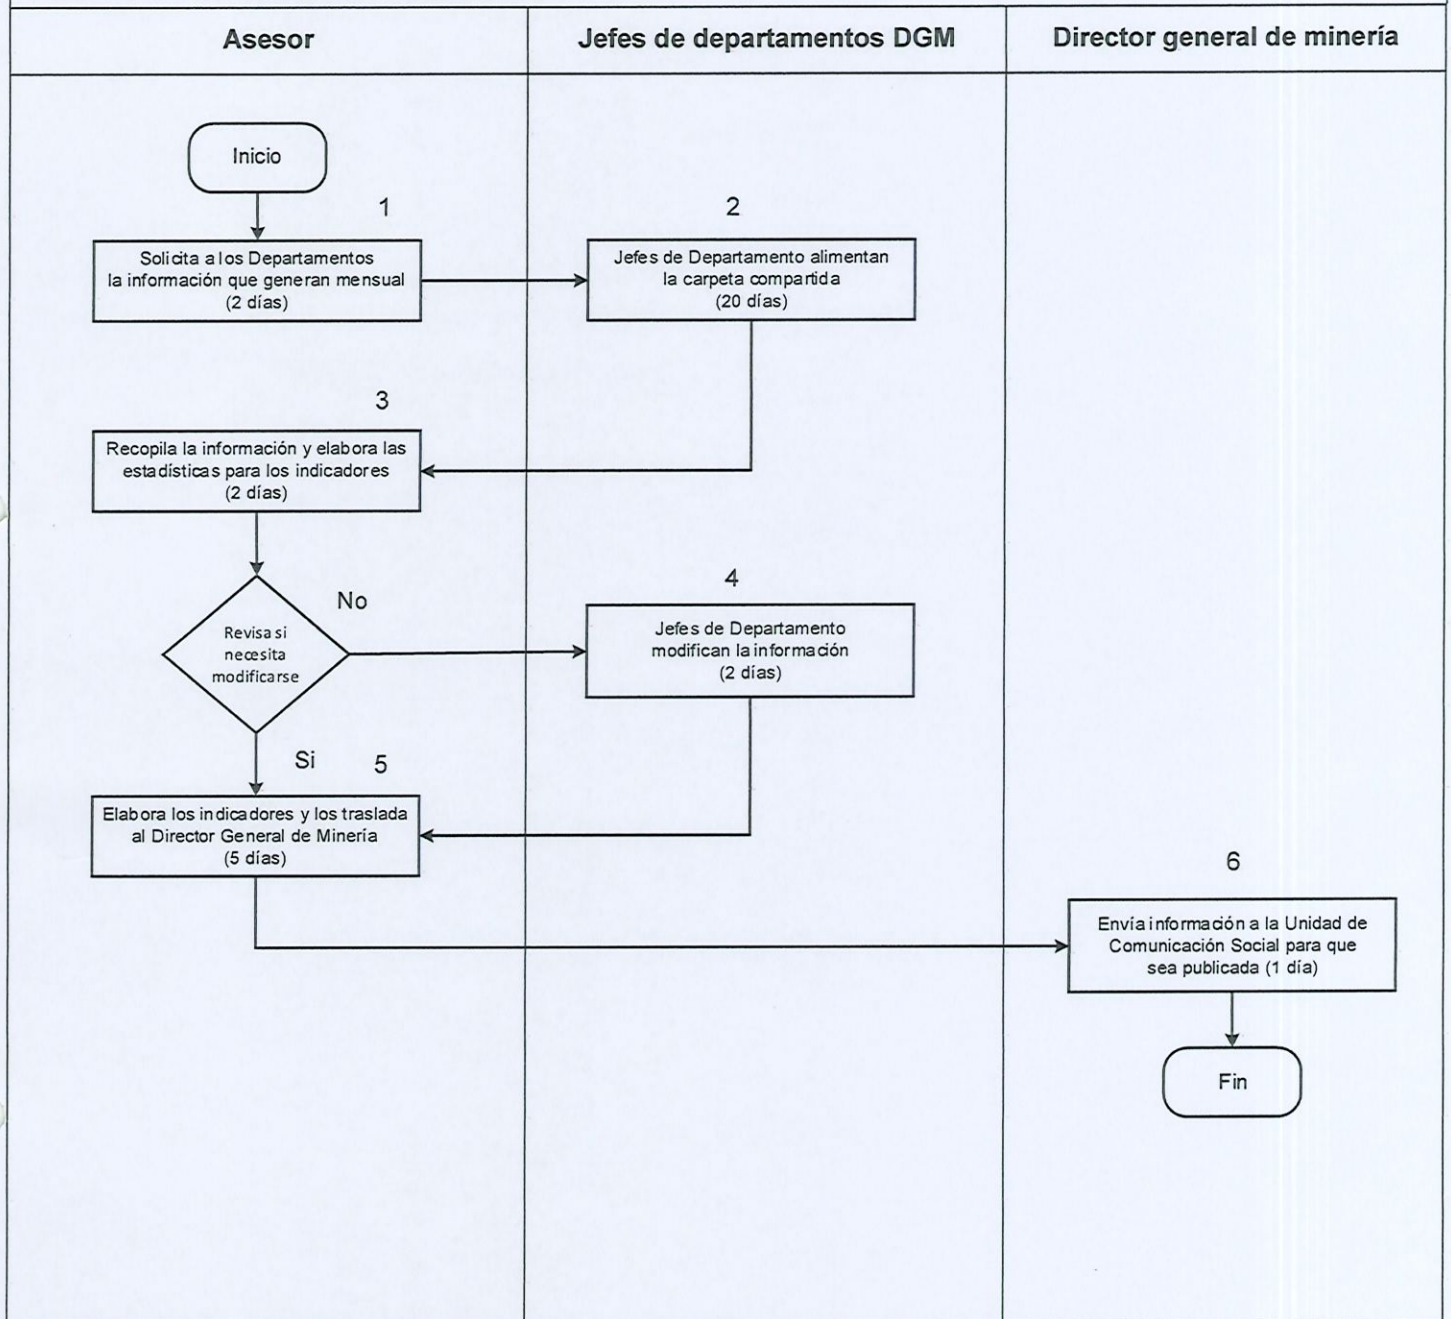 Asesor
Jefes de departamentos DGM
Director general de minería
Inicio
1
Solicita a los Departamentos
la información que generan mensual
(2 días)
2
Jefes de Departamento alimentan
la carpeta compartida
(20 días)
3
Recopila la información y elabora las
estadísticas para los indicadores
(2 días)
Revisa si
necesita
modificarse
No
4
Jefes de Departamento
modifican la información
(2 días)
Si
5
Elabora los indicadores y los traslada
al Director General de Minería
(5 días)
6
Envía información a la Unidad de
Comunicación Social para que
sea publicada (1 día)
Fin